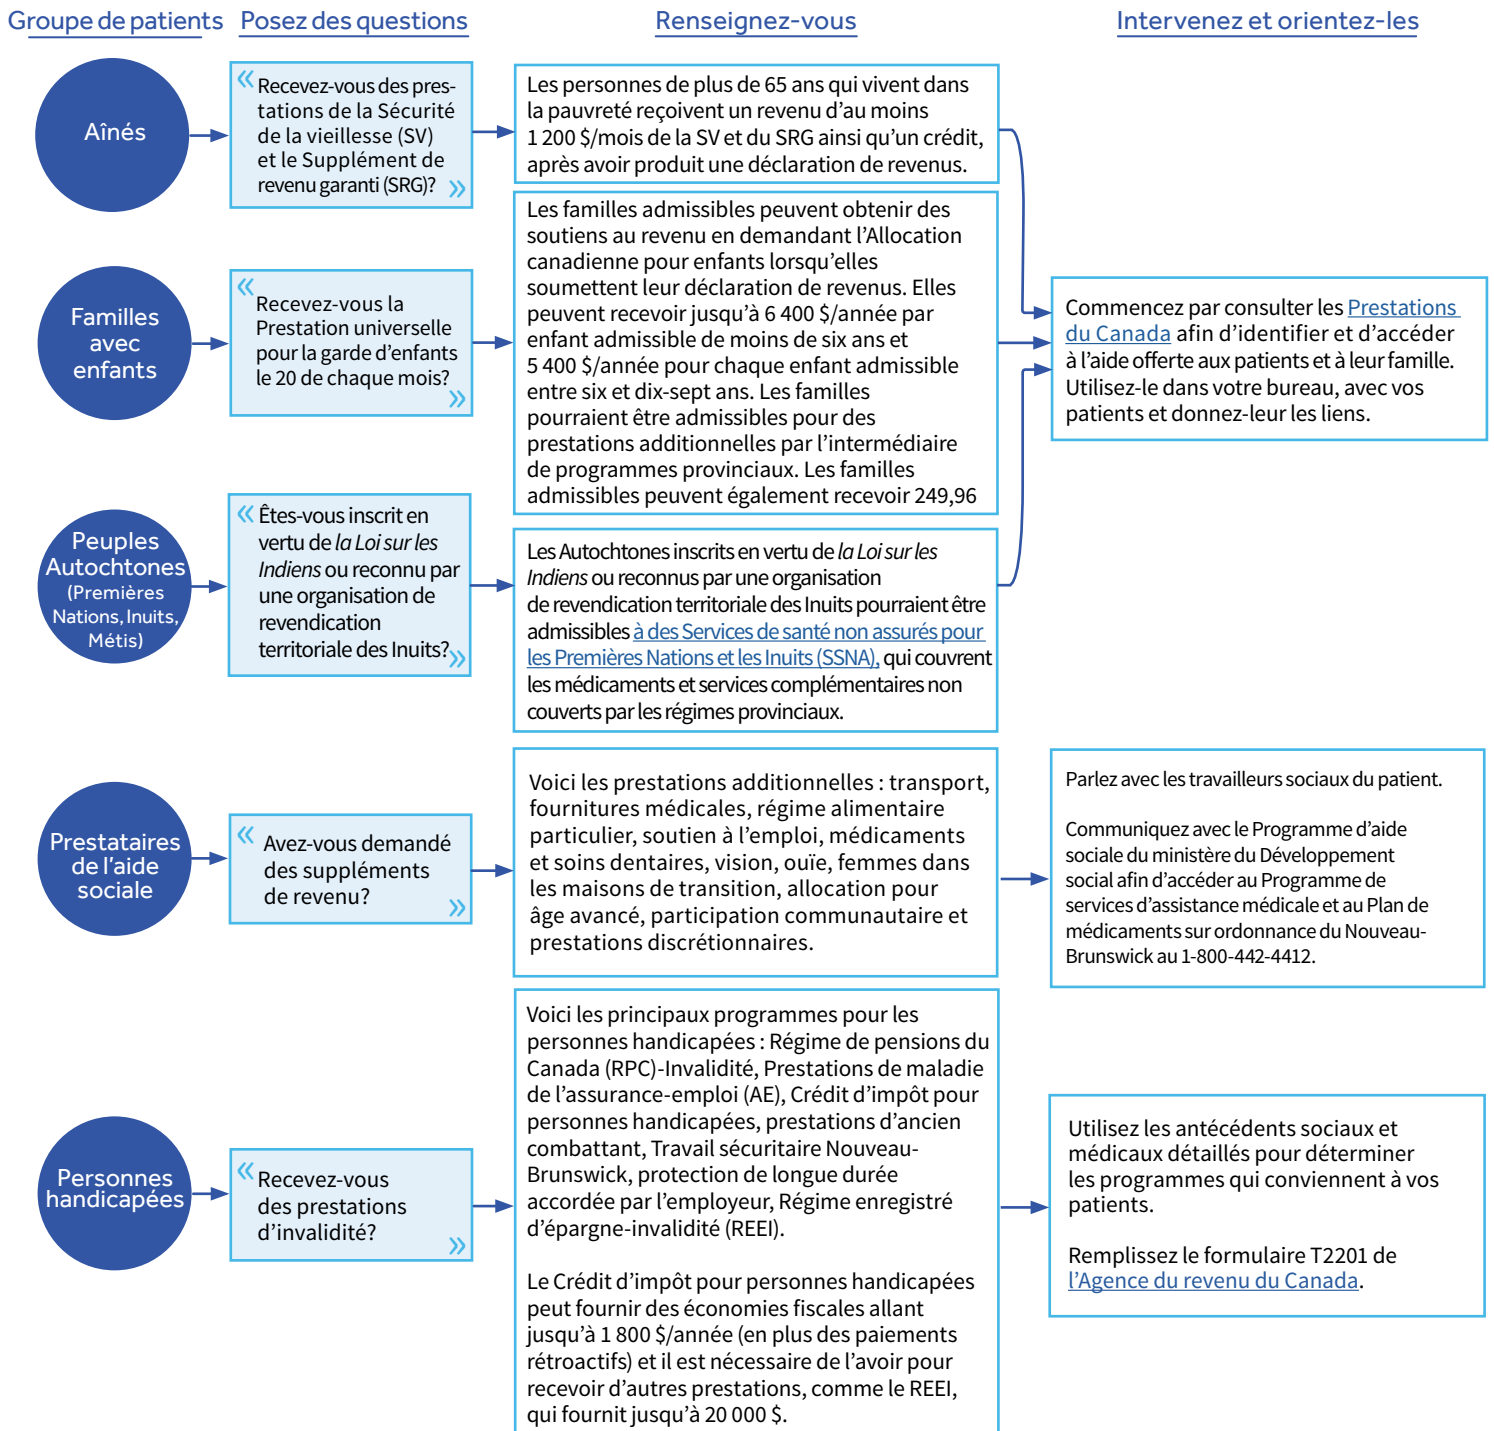 Groupe de patients
Posez des questions
Renseignez-vous
Intervenez et orientez-les
Aînés
« Recevez-vous des pres-
tations de la Sécurité
de la vieillesse (SV)
et le Supplément de
revenu garanti (SRG)? »
Les personnes de plus de 65 ans qui vivent dans
la pauvreté reçoivent un revenu d'au moins
1 200 $/mois de la SV et du SRG ainsi qu'un crédit,
après avoir produit une déclaration de revenus.
Familles
avec
enfants
« Recevez-vous la
Prestation universelle
pour la garde d'enfants
le 20 de chaque mois?
»
Les familles admissibles peuvent obtenir des
soutiens au revenu en demandant l'Allocation
canadienne pour enfants lorsqu'elles
soumettent leur déclaration de revenus. Elles
peuvent recevoir jusqu'à 6 400 $/année par
enfant admissible de moins de six ans et
5 400 $/année pour chaque enfant admissible
entre six et dix-sept ans. Les familles
pourraient être admissibles pour des
prestations additionnelles par l'intermédiaire
de programmes provinciaux. Les familles
admissibles peuvent également recevoir 249,96
Commencez par consulter les Prestations
du Canada afin d'identifier et d'accéder
à l'aide offerte aux patients et à leur famille.
Utilisez-le dans votre bureau, avec vos
patients et donnez-leur les liens.
Peuples
Autochtones
(Premières
Nations, Inuits,
Métis)
« Êtes-vous inscrit en
vertu de la Loi sur les
Indiens ou reconnu par
une organisation de
revendication
territoriale des Inuits? »
Les Autochtones inscrits en vertu de la Loi sur les
Indiens ou reconnus par une organisation
de revendication territoriale des Inuits pourraient être
admissibles à des Services de santé non assurés pour
les Premières Nations et les Inuits (SSNA), qui couvrent
les médicaments et services complémentaires non
couverts par les régimes provinciaux.
Prestataires
de l'aide
sociale
« Avez-vous demandé
des suppléments
de revenu? »
Voici les prestations additionnelles : transport,
fournitures médicales, régime alimentaire
particulier, soutien à l'emploi, médicaments
et soins dentaires, vision, ouïe, femmes dans
les maisons de transition, allocation pour
âge avancé, participation communautaire et
prestations discrétionnaires.
Parlez avec les travailleurs sociaux du patient.
Communiquez avec le Programme d'aide
sociale du ministère du Développement
social afin d'accéder au Programme de
services d'assistance médicale et au Plan de
médicaments sur ordonnance du Nouveau-
Brunswick au 1-800-442-4412.
Personnes
handicapées
« Recevez-vous
des prestations
d'invalidité? »
Voici les principaux programmes pour les
personnes handicapées : Régime de pensions du
Canada (RPC)-Invalidité, Prestations de maladie
de l'assurance-emploi (AE), Crédit d'impôt pour
personnes handicapées, prestations d'ancien
combattant, Travail sécuritaire Nouveau-
Brunswick, protection de longue durée
accordée par l'employeur, Régime enregistré
d'épargne-invalidité (REEI).
Le Crédit d'impôt pour personnes handicapées
peut fournir des économies fiscales allant
jusqu'à 1 800 $/année (en plus des paiements
rétroactifs) et il est nécessaire de l'avoir pour
recevoir d'autres prestations, comme le REEI,
qui fournit jusqu'à 20 000 $.
Utilisez les antécédents sociaux et
médicaux détaillés pour déterminer
les programmes qui conviennent à vos
patients.
Remplissez le formulaire T2201 de
l'Agence du revenu du Canada.